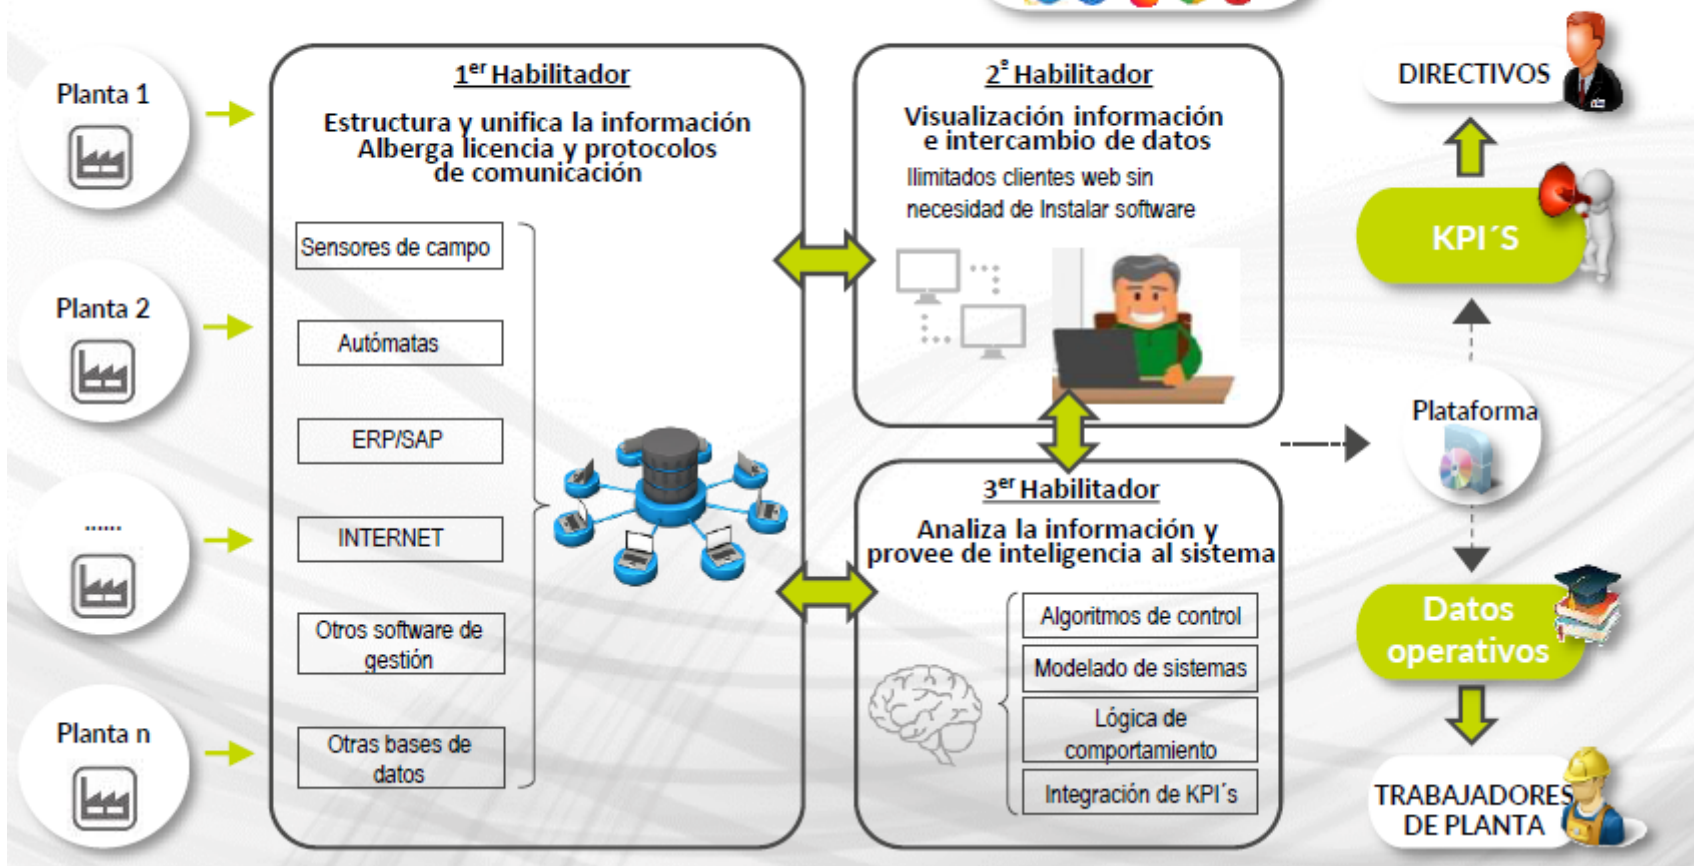 Planta 1
Planta 2
......
Planta n
1er Habilitador
Estructura y unifica la información
Alberga licencia y protocolos
de comunicación
Sensores de campo
Autómatas
ERP/SAP
INTERNET
Otros software de
gestión
Otras bases de
datos
2º Habilitador
Visualización información
e intercambio de datos
Ilimitados clientes web sin
necesidad de Instalar software
3er Habilitador
Analiza la información y
provee de inteligencia al sistema
Algoritmos de control
Modelado de sistemas
Lógica de
comportamiento
Integración de KPI´s
DIRECTIVOS
KPI´S
Plataforma
Datos
operativos
TRABAJADORES
DE PLANTA